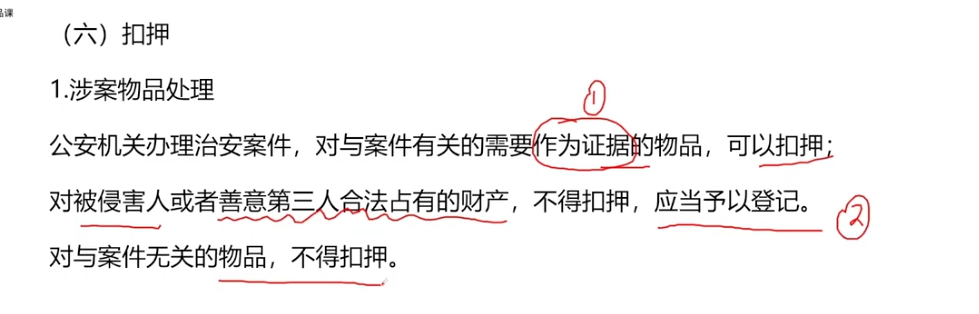 品课
（六）扣押
1.涉案物品处理
①
公安机关办理治安案件，对与案件有关的需要作为证据的物品，可以扣押；
对被侵害人或者善意第三人合法占有的财产，不得扣押，应当予以登记。
②
对与案件无关的物品，不得扣押。